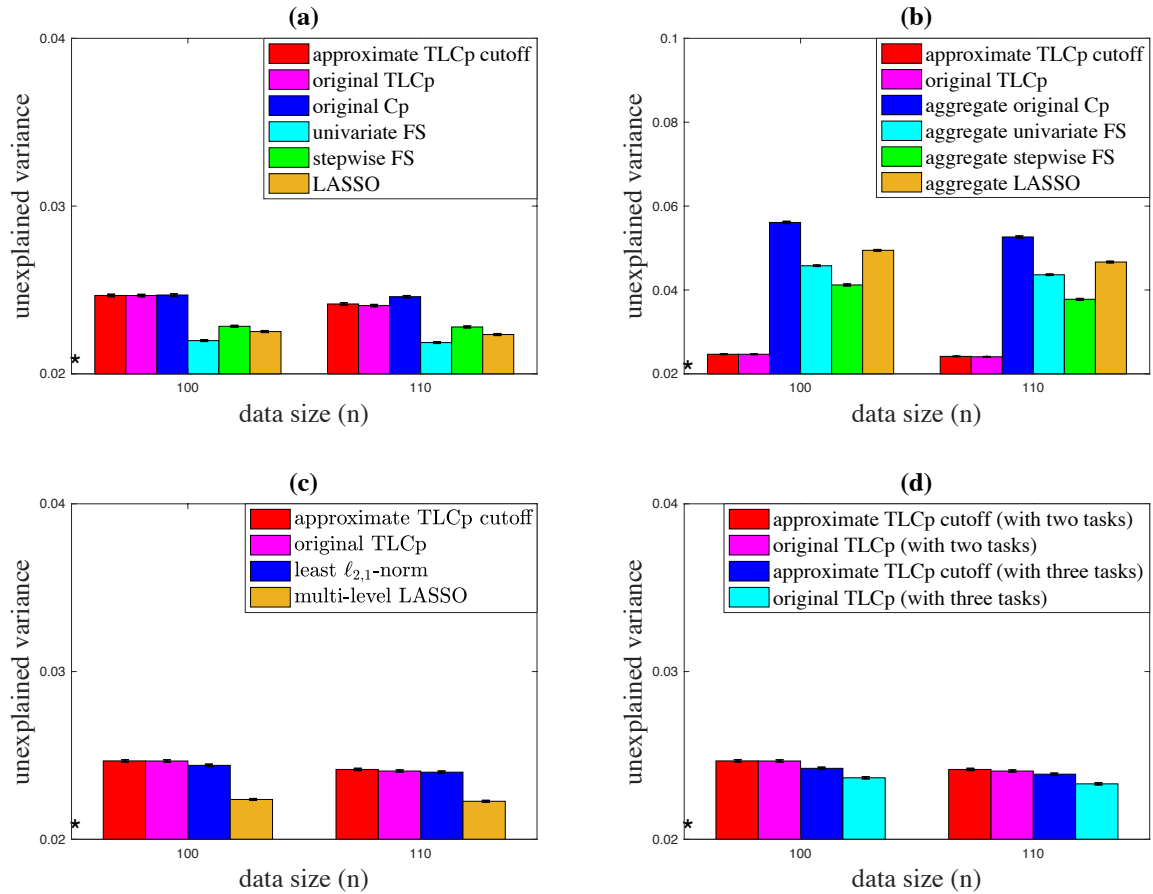 (a)
0.04
0.03
0.02
unexplained variance
approximate TLCp cutoff
original TLCp
original Cp
univariate FS
stepwise FS
LASSO
*
100
110
data size (n)
(b)
0.1
0.08
0.06
0.04
0.02
unexplained variance
approximate TLCp cutoff
original TLCp
aggregate original Cp
aggregate univariate FS
aggregate stepwise FS
aggregate LASSO
*
100
110
data size (n)
(c)
0.04
0.03
0.02
unexplained variance
approximate TLCp cutoff
original TLCp
least ℓ2,1-norm
multi-level LASSO
*
100
110
data size (n)
(d)
0.04
0.03
0.02
unexplained variance
approximate TLCp cutoff (with two tasks)
original TLCp (with two tasks)
approximate TLCp cutoff (with three tasks)
original TLCp (with three tasks)
*
100
110
data size (n)